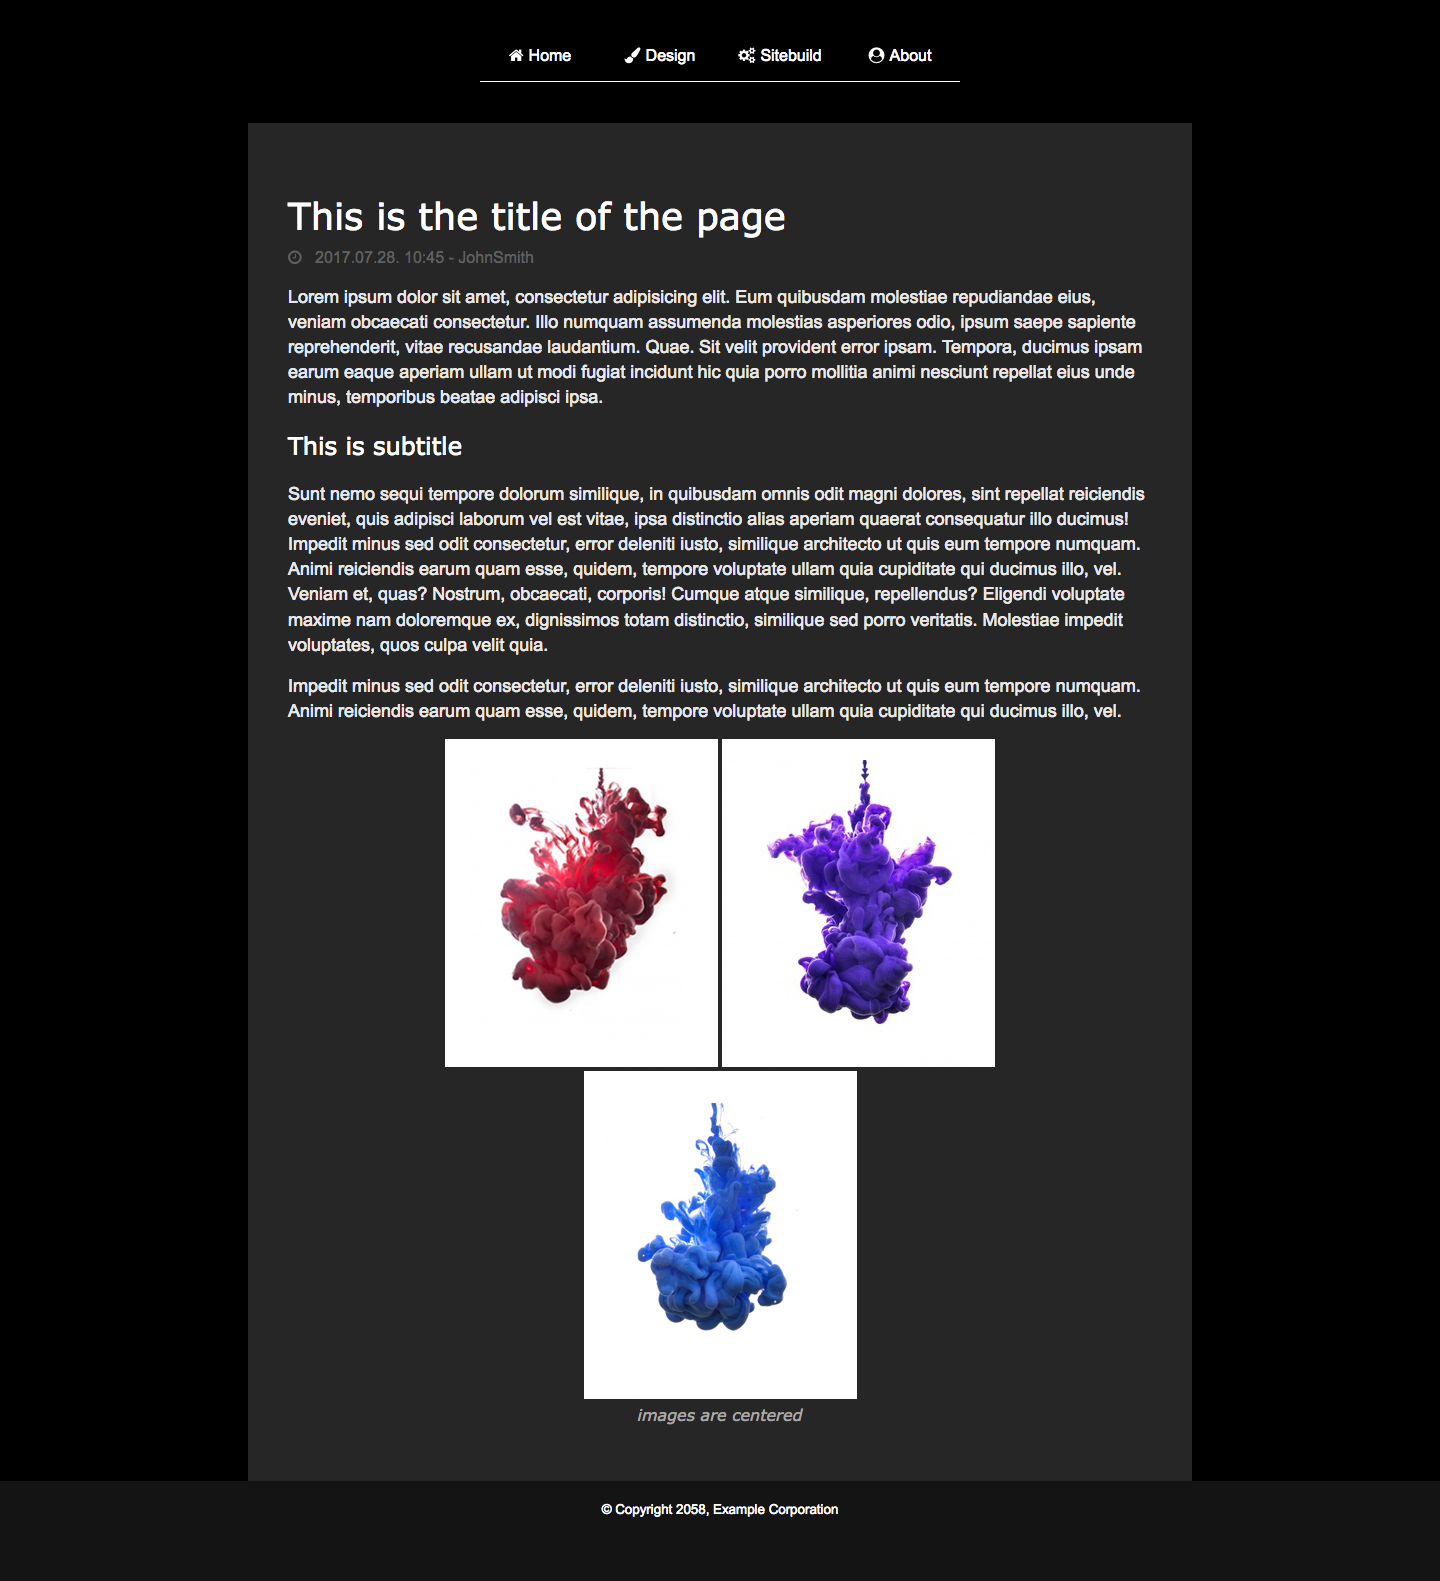 Home Design Sitebuild About
This is the title of the page
2017.07.28. 10:45 - JohnSmith
Lorem ipsum dolor sit amet, consectetur adipisicing elit. Eum quibusdam molestiae repudiandae eius,
veniam obcaecati consectetur. Illo numquam assumenda molestias asperiores odio, ipsum saepe sapiente
reprehenderit, vitae recusandae laudantium. Quae. Sit velit provident error ipsam. Tempora, ducimus ipsam
earum eaque aperiam ullam ut modi fugiat incidunt hic quia porro mollitia animi nesciunt repellat eius unde
minus, temporibus beatae adipisci ipsa.
This is subtitle
Sunt nemo sequi tempore dolorum similique, in quibusdam omnis odit magni dolores, sint repellat reiciendis
eveniet, quis adipisci laborum vel est vitae, ipsa distinctio alias aperiam quaerat consequatur illo ducimus!
Impedit minus sed odit consectetur, error deleniti iusto, similique architecto ut quis eum tempore numquam.
Animi reiciendis earum quam esse, quidem, tempore voluptate ullam quia cupiditate qui ducimus illo, vel.
Veniam et, quas? Nostrum, obcaecati, corporis! Cumque atque similique, repellendus? Eligendi voluptate
maxime nam doloremque ex, dignissimos totam distinctio, similique sed porro veritatis. Molestiae impedit
voluptates, quos culpa velit quia.
Impedit minus sed odit consectetur, error deleniti iusto, similique architecto ut quis eum tempore numquam.
Animi reiciendis earum quam esse, quidem, tempore voluptate ullam quia cupiditate qui ducimus illo, vel.
images are centered
© Copyright 2058, Example Corporation